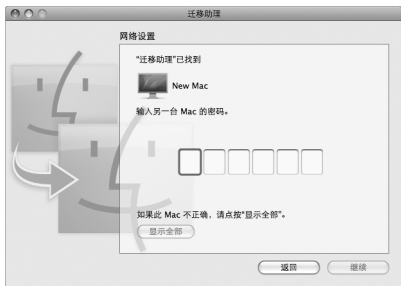 迁移助理
网络设置
“迁移助理”已找到
New Mac
输入另一台 Mac 的密码。
如果此 Mac 不正确，请点按“显示全部”。
显示全部
返回
继续